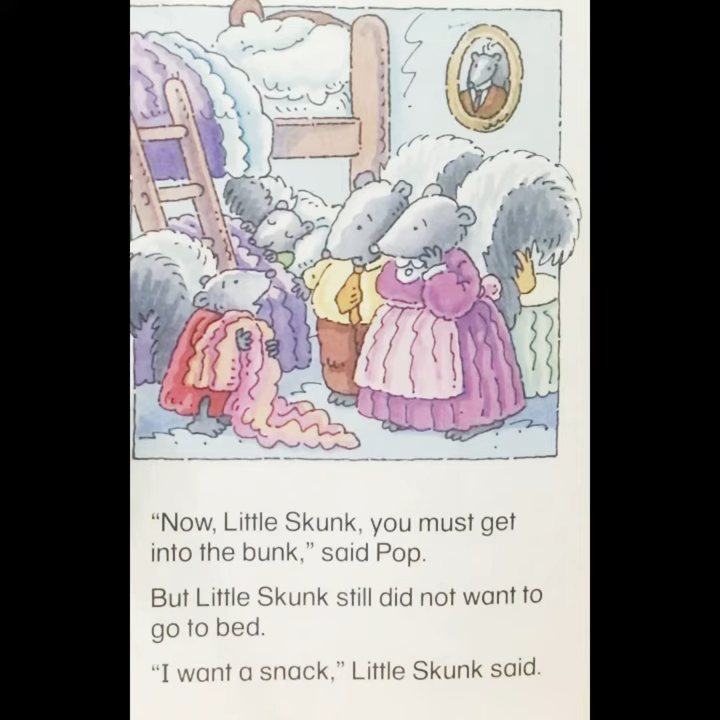 “Now, Little Skunk, you must get
into the bunk,” said Pop.
But Little Skunk still did not want to
go to bed.
“I want a snack,” Little Skunk said.